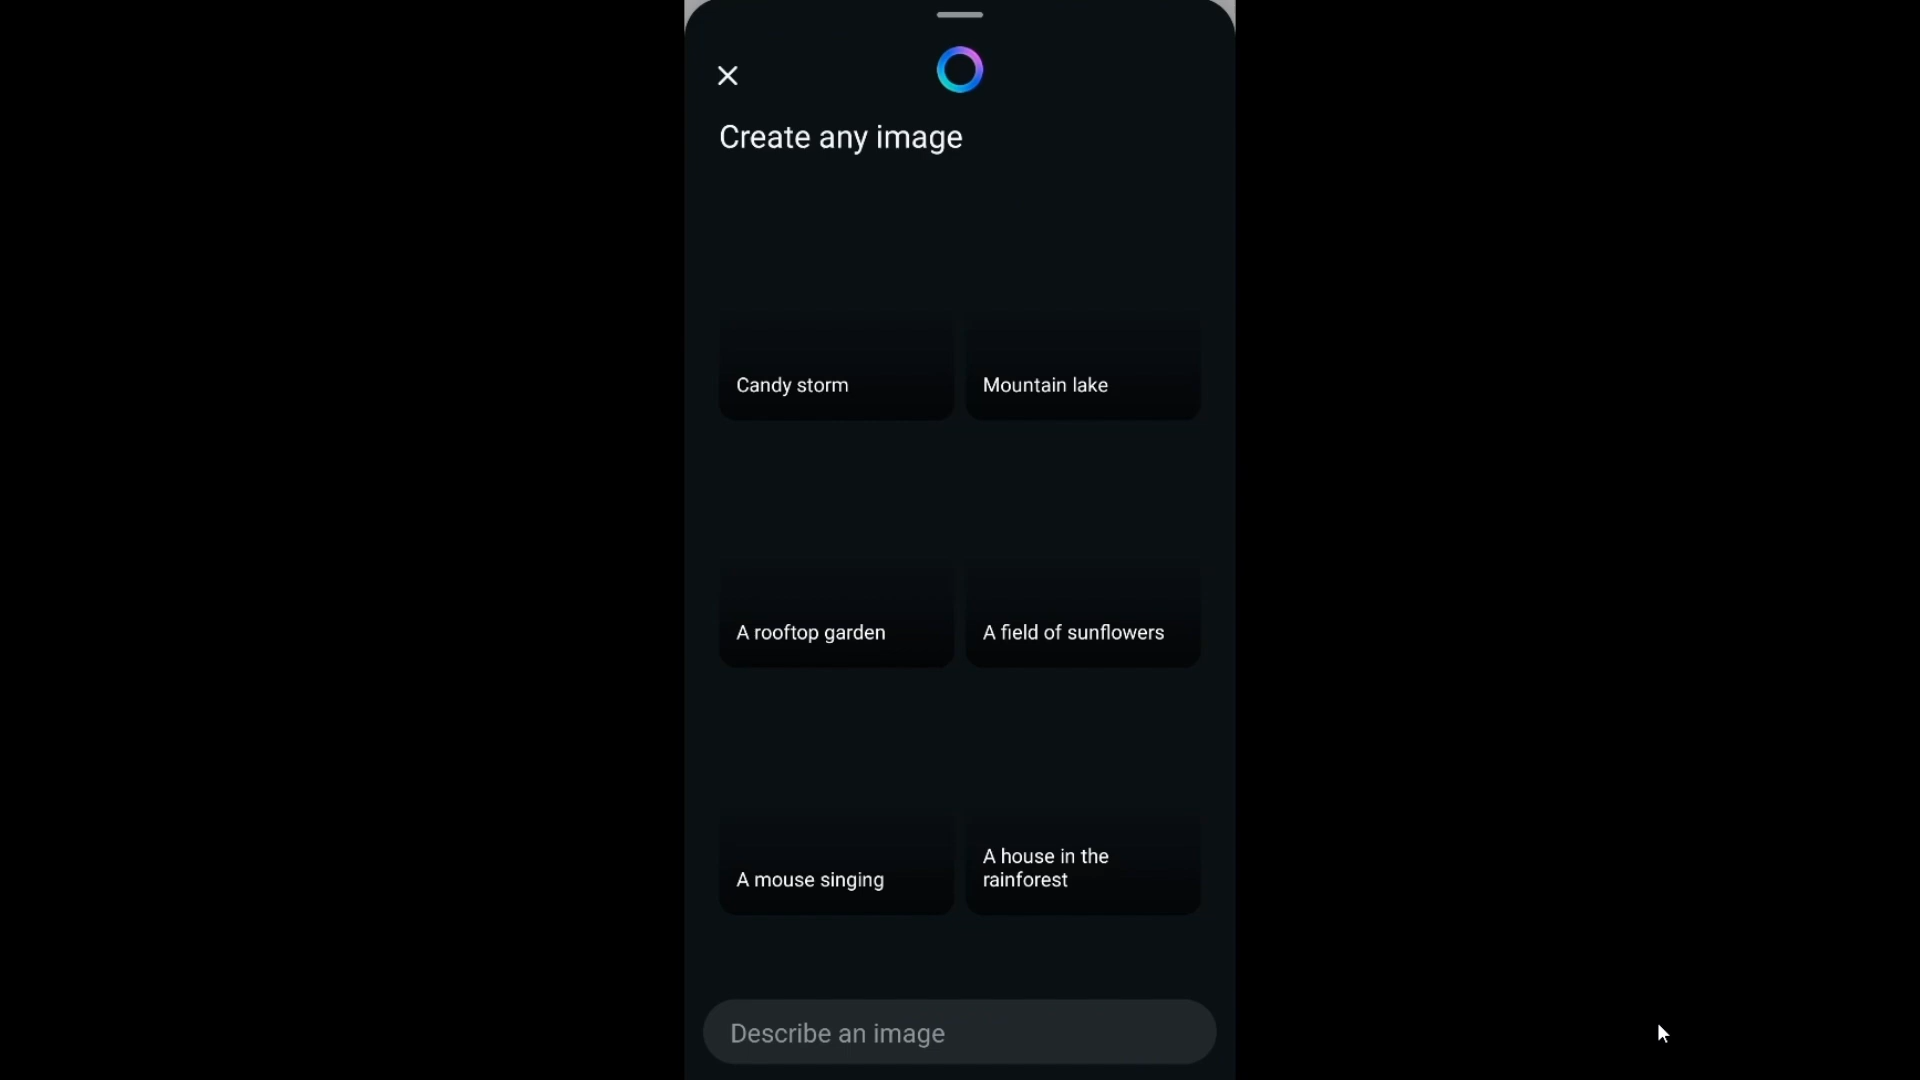 Create any image
Candy storm
Mountain lake
A rooftop garden
A field of sunflowers
A mouse singing
A house in the
rainforest
Describe an image